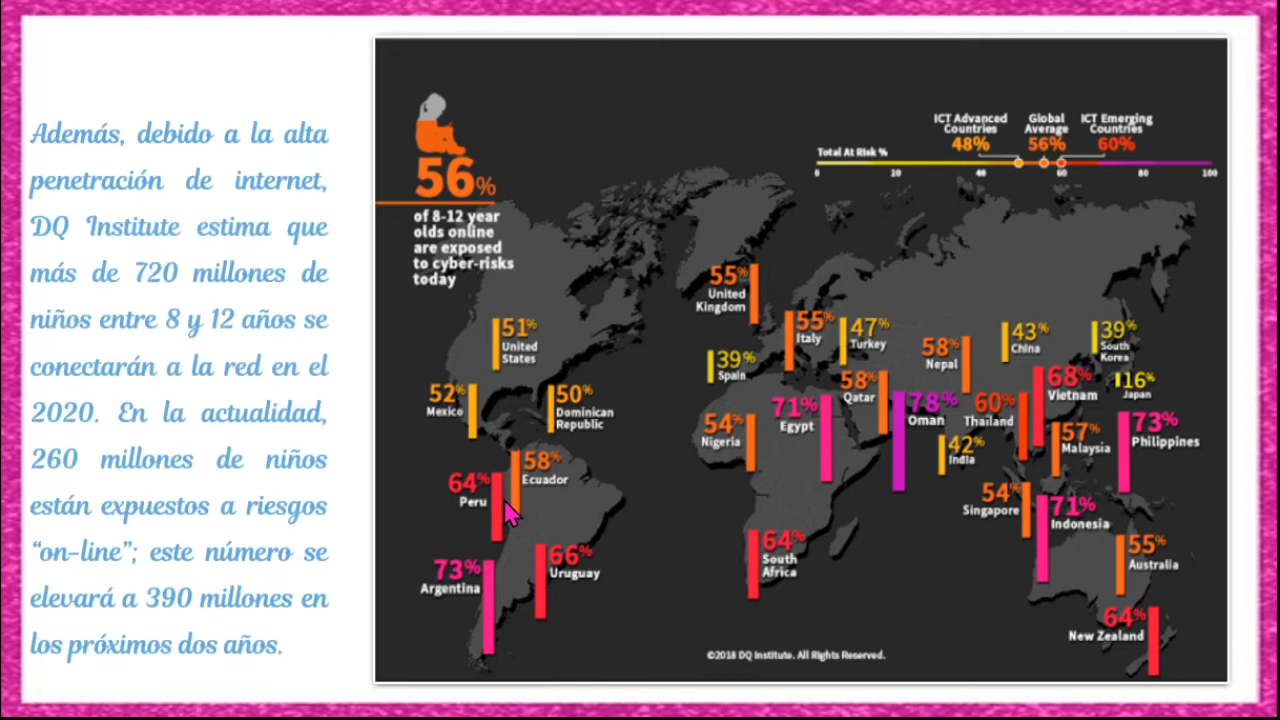 Además, debido a la alta
penetración de internet,
DQ Institute estima que
más de 720 millones de
niños entre 8 y 12 años se
conectarán a la red en el
2020. En la actualidad,
260 millones de niños
están expuestos a riesgos
“on-line”; este número se
elevará a 390 millones en
los próximos dos años.
56%
of 8-12 year
olds online
are exposed
to cyber-risks
today
ICT Advanced
Countries
48%
Global
Average
56%
ICT Emerging
Countries
60%
Total At Risk %
0 20 40 60 80 100
55%
United
Kingdom
51%
United
States
55%
Italy
47%
Turkey
58%
Nepal
43%
China
39%
South
Korea
39%
Spain
52%
Mexico
50%
Dominican
Republic
58%
Qatar
78%
Oman
68%
Vietnam
16%
Japan
71%
Egypt
60%
Thailand
73%
Philippines
54%
Nigeria
42%
India
57%
Malaysia
58%
Ecuador
64%
Peru
54%
Singapore
71%
Indonesia
73%
Argentina
66%
Uruguay
64%
South
Africa
55%
Australia
64%
New Zealand
©2018 DQ Institute. All Rights Reserved.